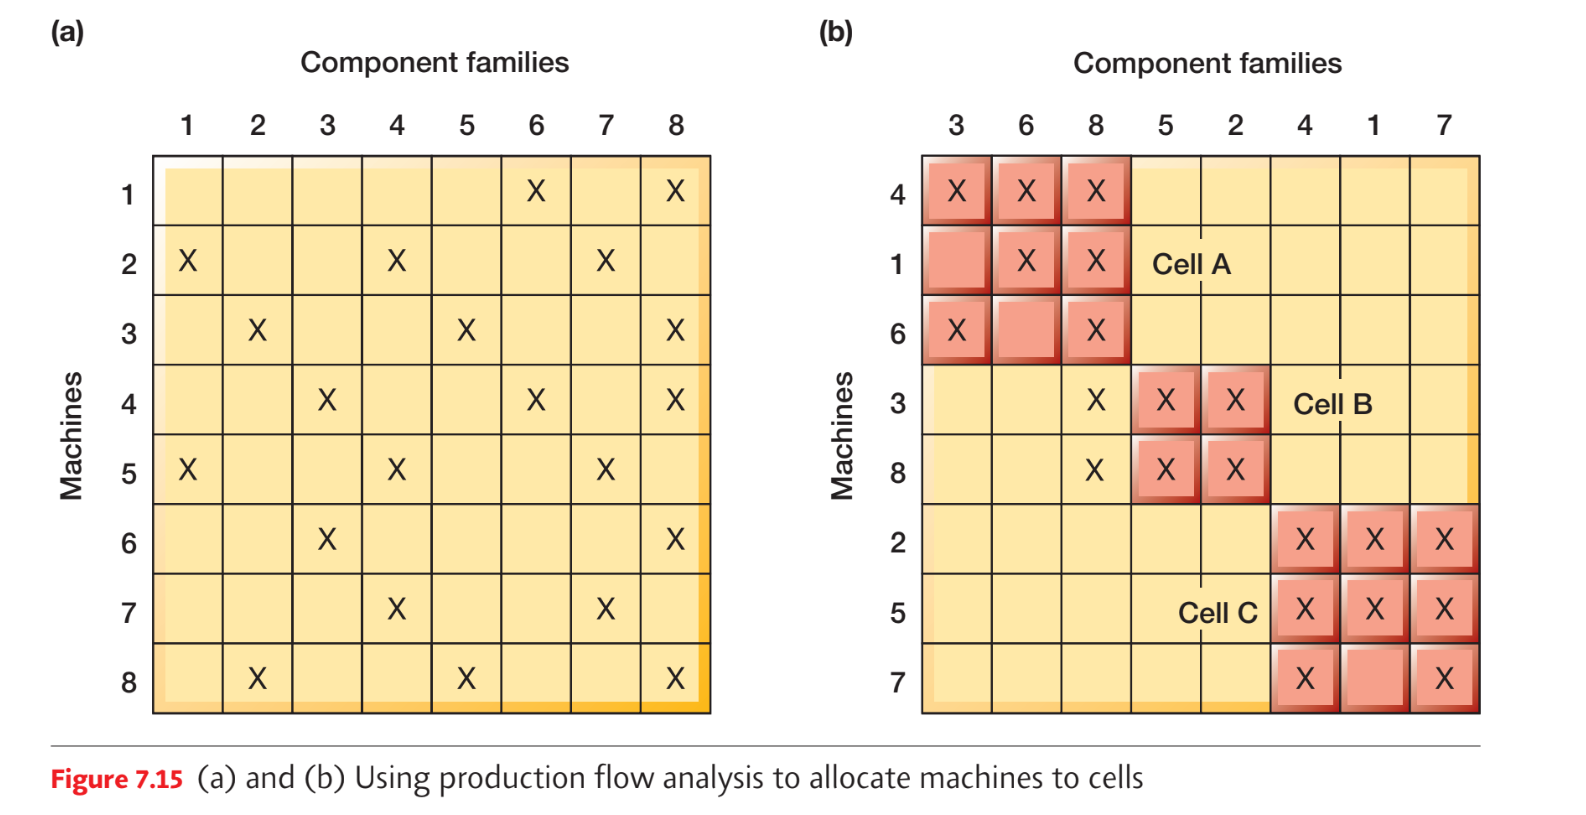 (a)
Component families
1 2 3 4 5 6 7 8
Machines
1 X X
2 X X X
3 X X X
4 X X X
5 X X X
6 X X
7 X X
8 X X X
(b)
Component families
3 6 8 5 2 4 1 7
Machines
4 X X X
1 X X Cell A
6 X X
3 X X X Cell B
8 X X X
2 X X X
5 Cell C X X X
7 X X
Figure 7.15 (a) and (b) Using production flow analysis to allocate machines to cells